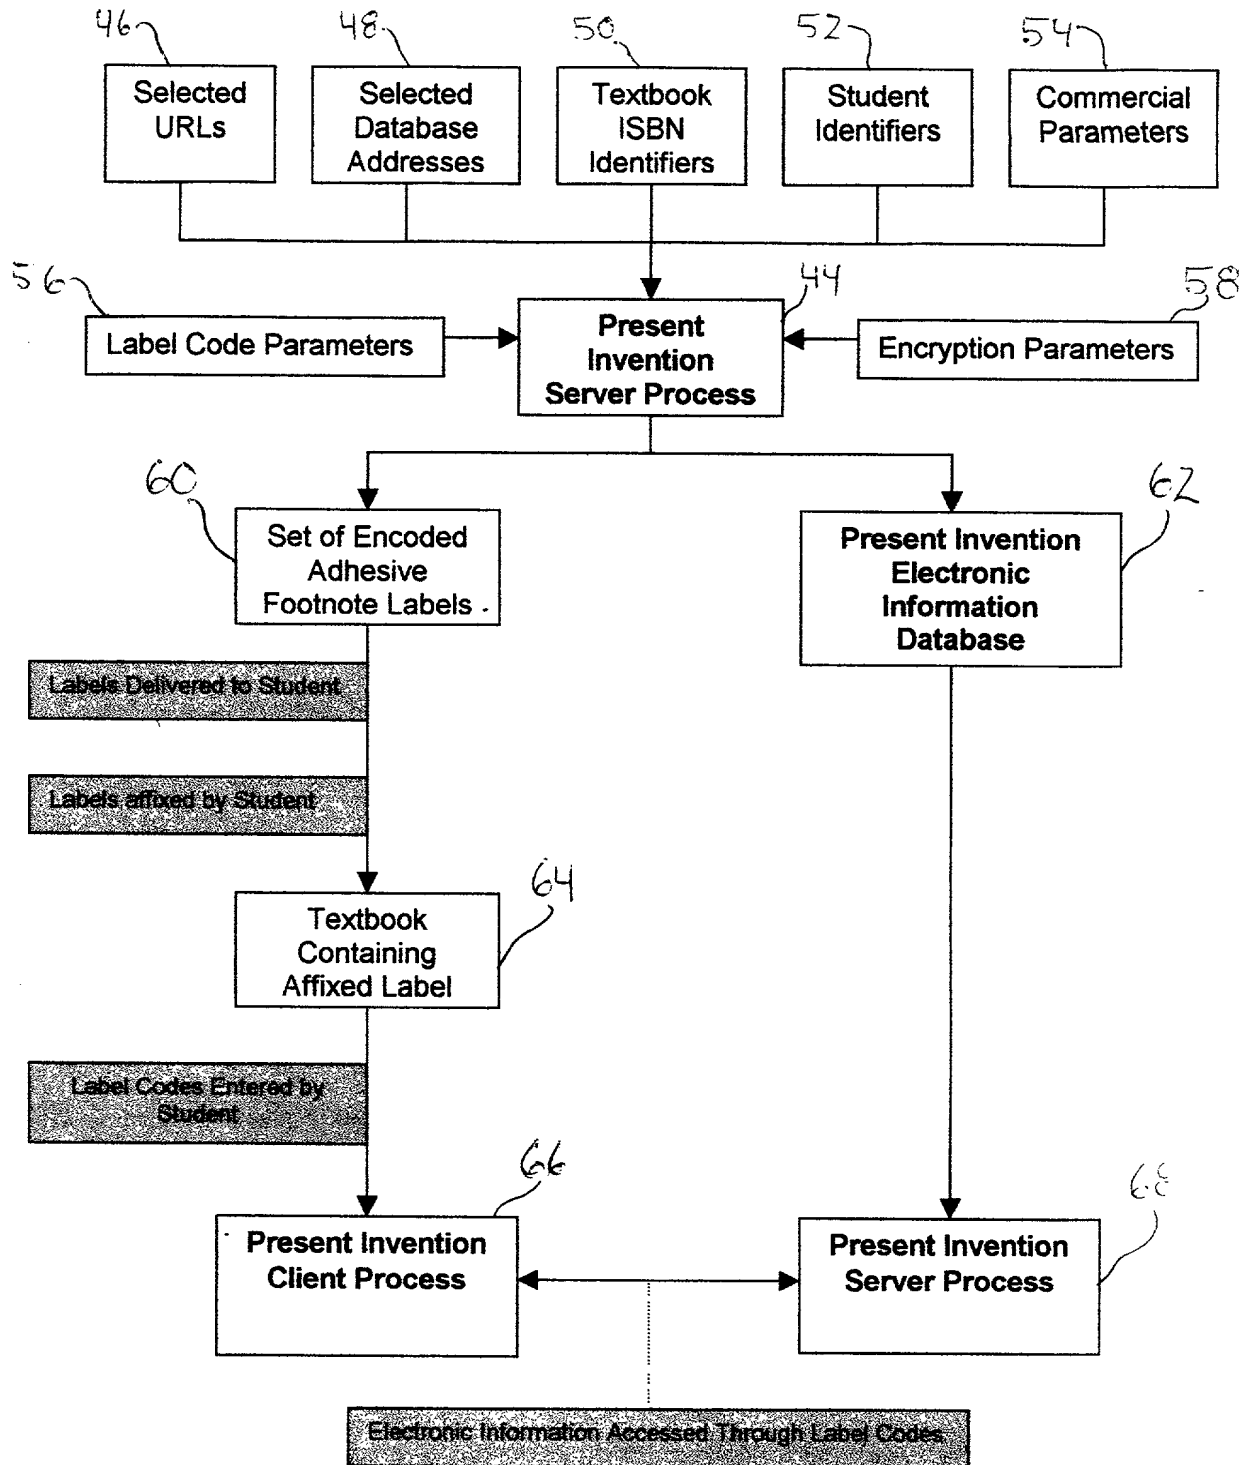 46
48
50
52
54
Selected
URLs
Selected
Database
Addresses
Textbook
ISBN
Identifiers
Student
Identifiers
Commercial
Parameters
56
44
58
Label Code Parameters
Present
Invention
Server Process
Encryption Parameters
60
62
Set of Encoded
Adhesive
Footnote Labels
Present Invention
Electronic
Information
Database
Labels Delivered to Student
Labels affixed by Student
64
Textbook
Containing
Affixed Label
Label Codes Entered by
Student
66
68
Present Invention
Client Process
Present Invention
Server Process
Electronic Information Accessed Through Label Codes